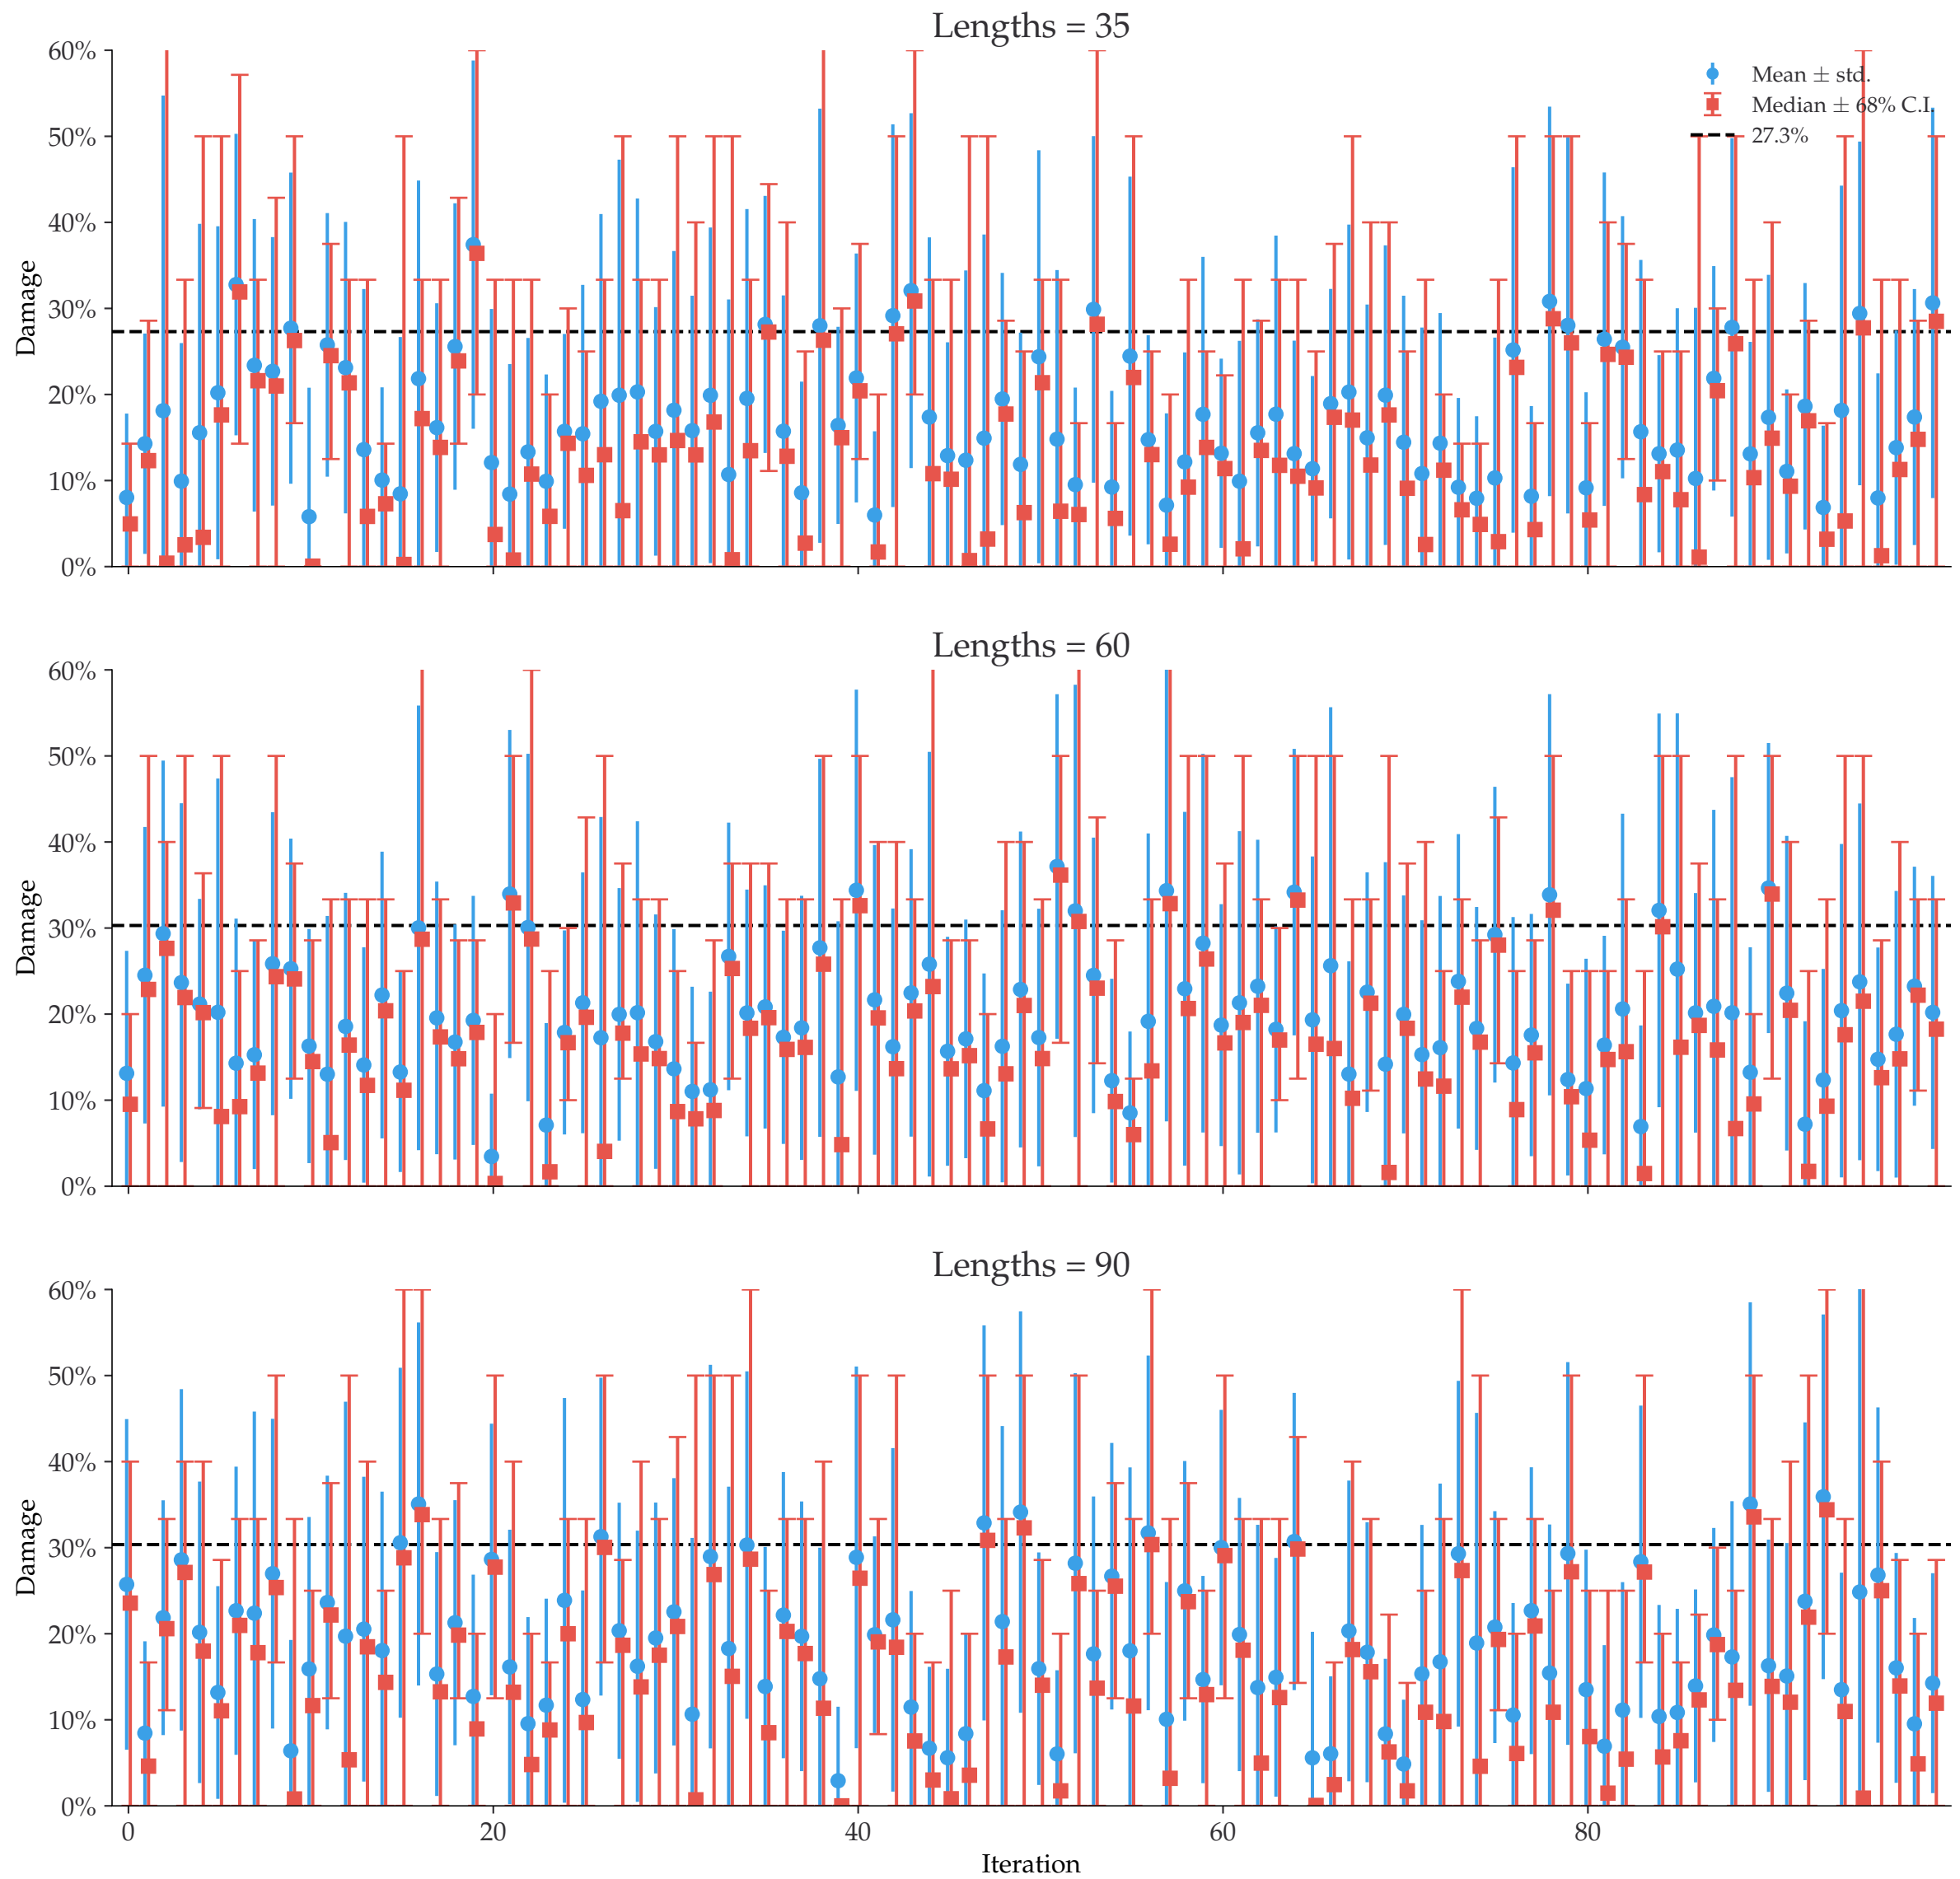 Lengths = 35
60%
50%
40%
30%
20%
10%
0%
Damage
Mean ± std.
Median ± 68% C.I.
27.3%
Lengths = 60
60%
50%
40%
30%
20%
10%
0%
Damage
Lengths = 90
60%
50%
40%
30%
20%
10%
0%
Damage
0 20 40 60 80
Iteration